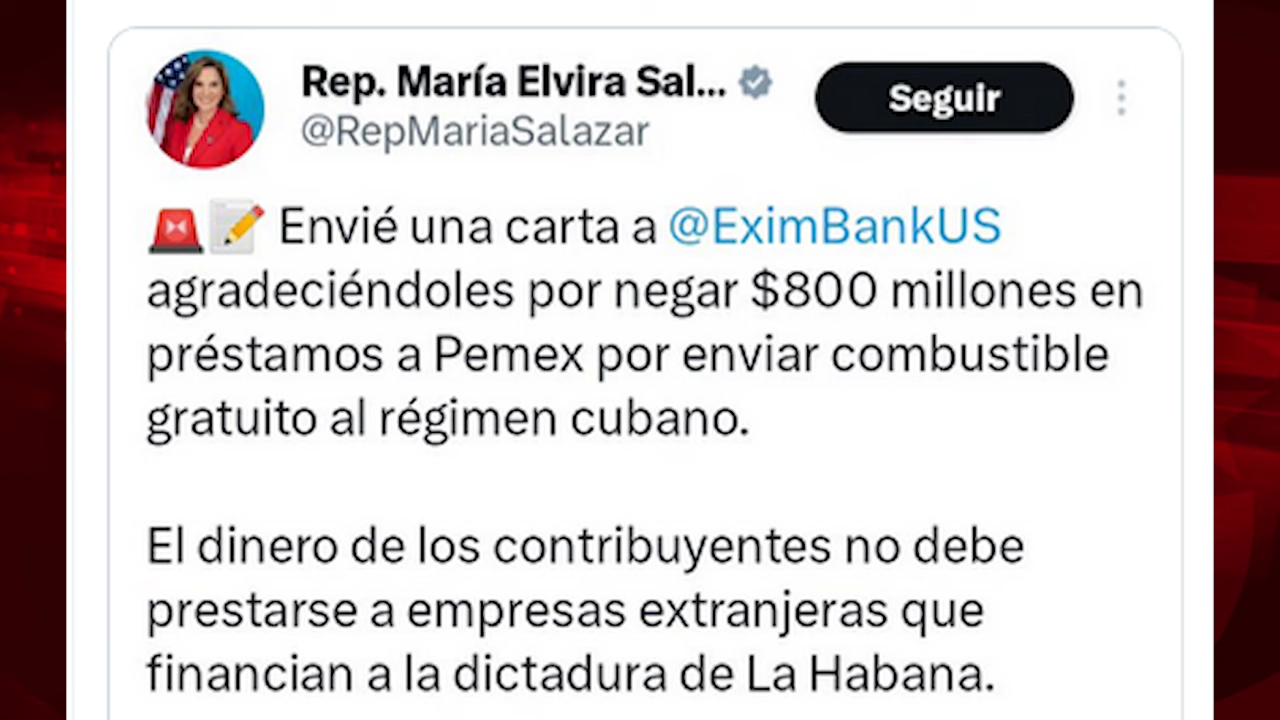 Rep. María Elvira Sal...
Seguir
@RepMariaSalazar
Envié una carta a @EximBankUS
agradeciéndoles por negar $800 millones en
préstamos a Pemex por enviar combustible
gratuito al régimen cubano.
El dinero de los contribuyentes no debe
prestarse a empresas extranjeras que
financian a la dictadura de La Habana.